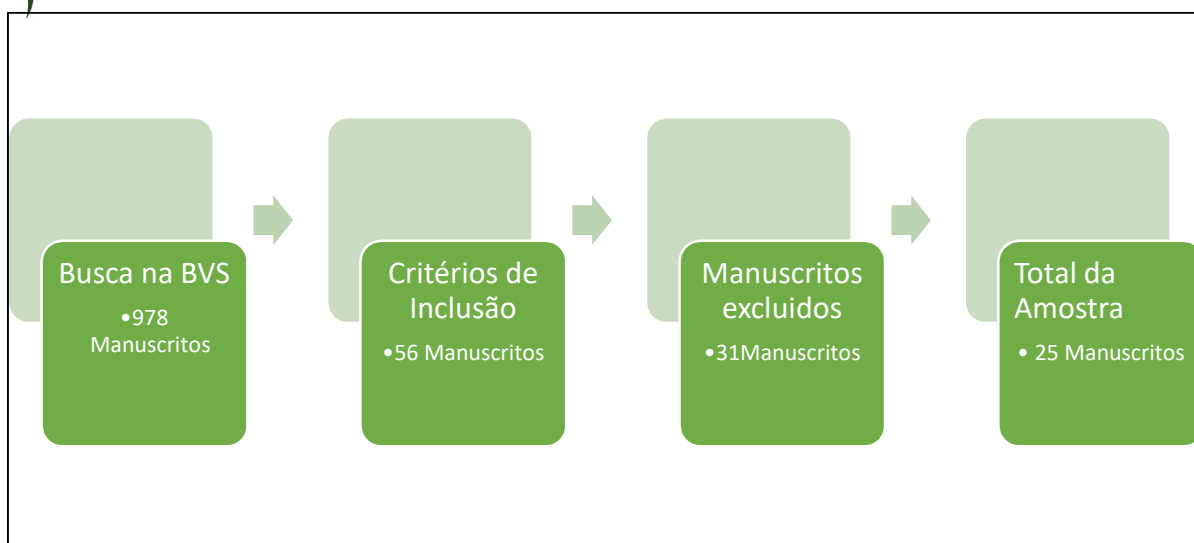 Busca na BVS
•978
Manuscritos
Critérios de
Inclusão
•56 Manuscritos
Manuscritos
excluidos
•31Manuscritos
Total da
Amostra
• 25 Manuscritos